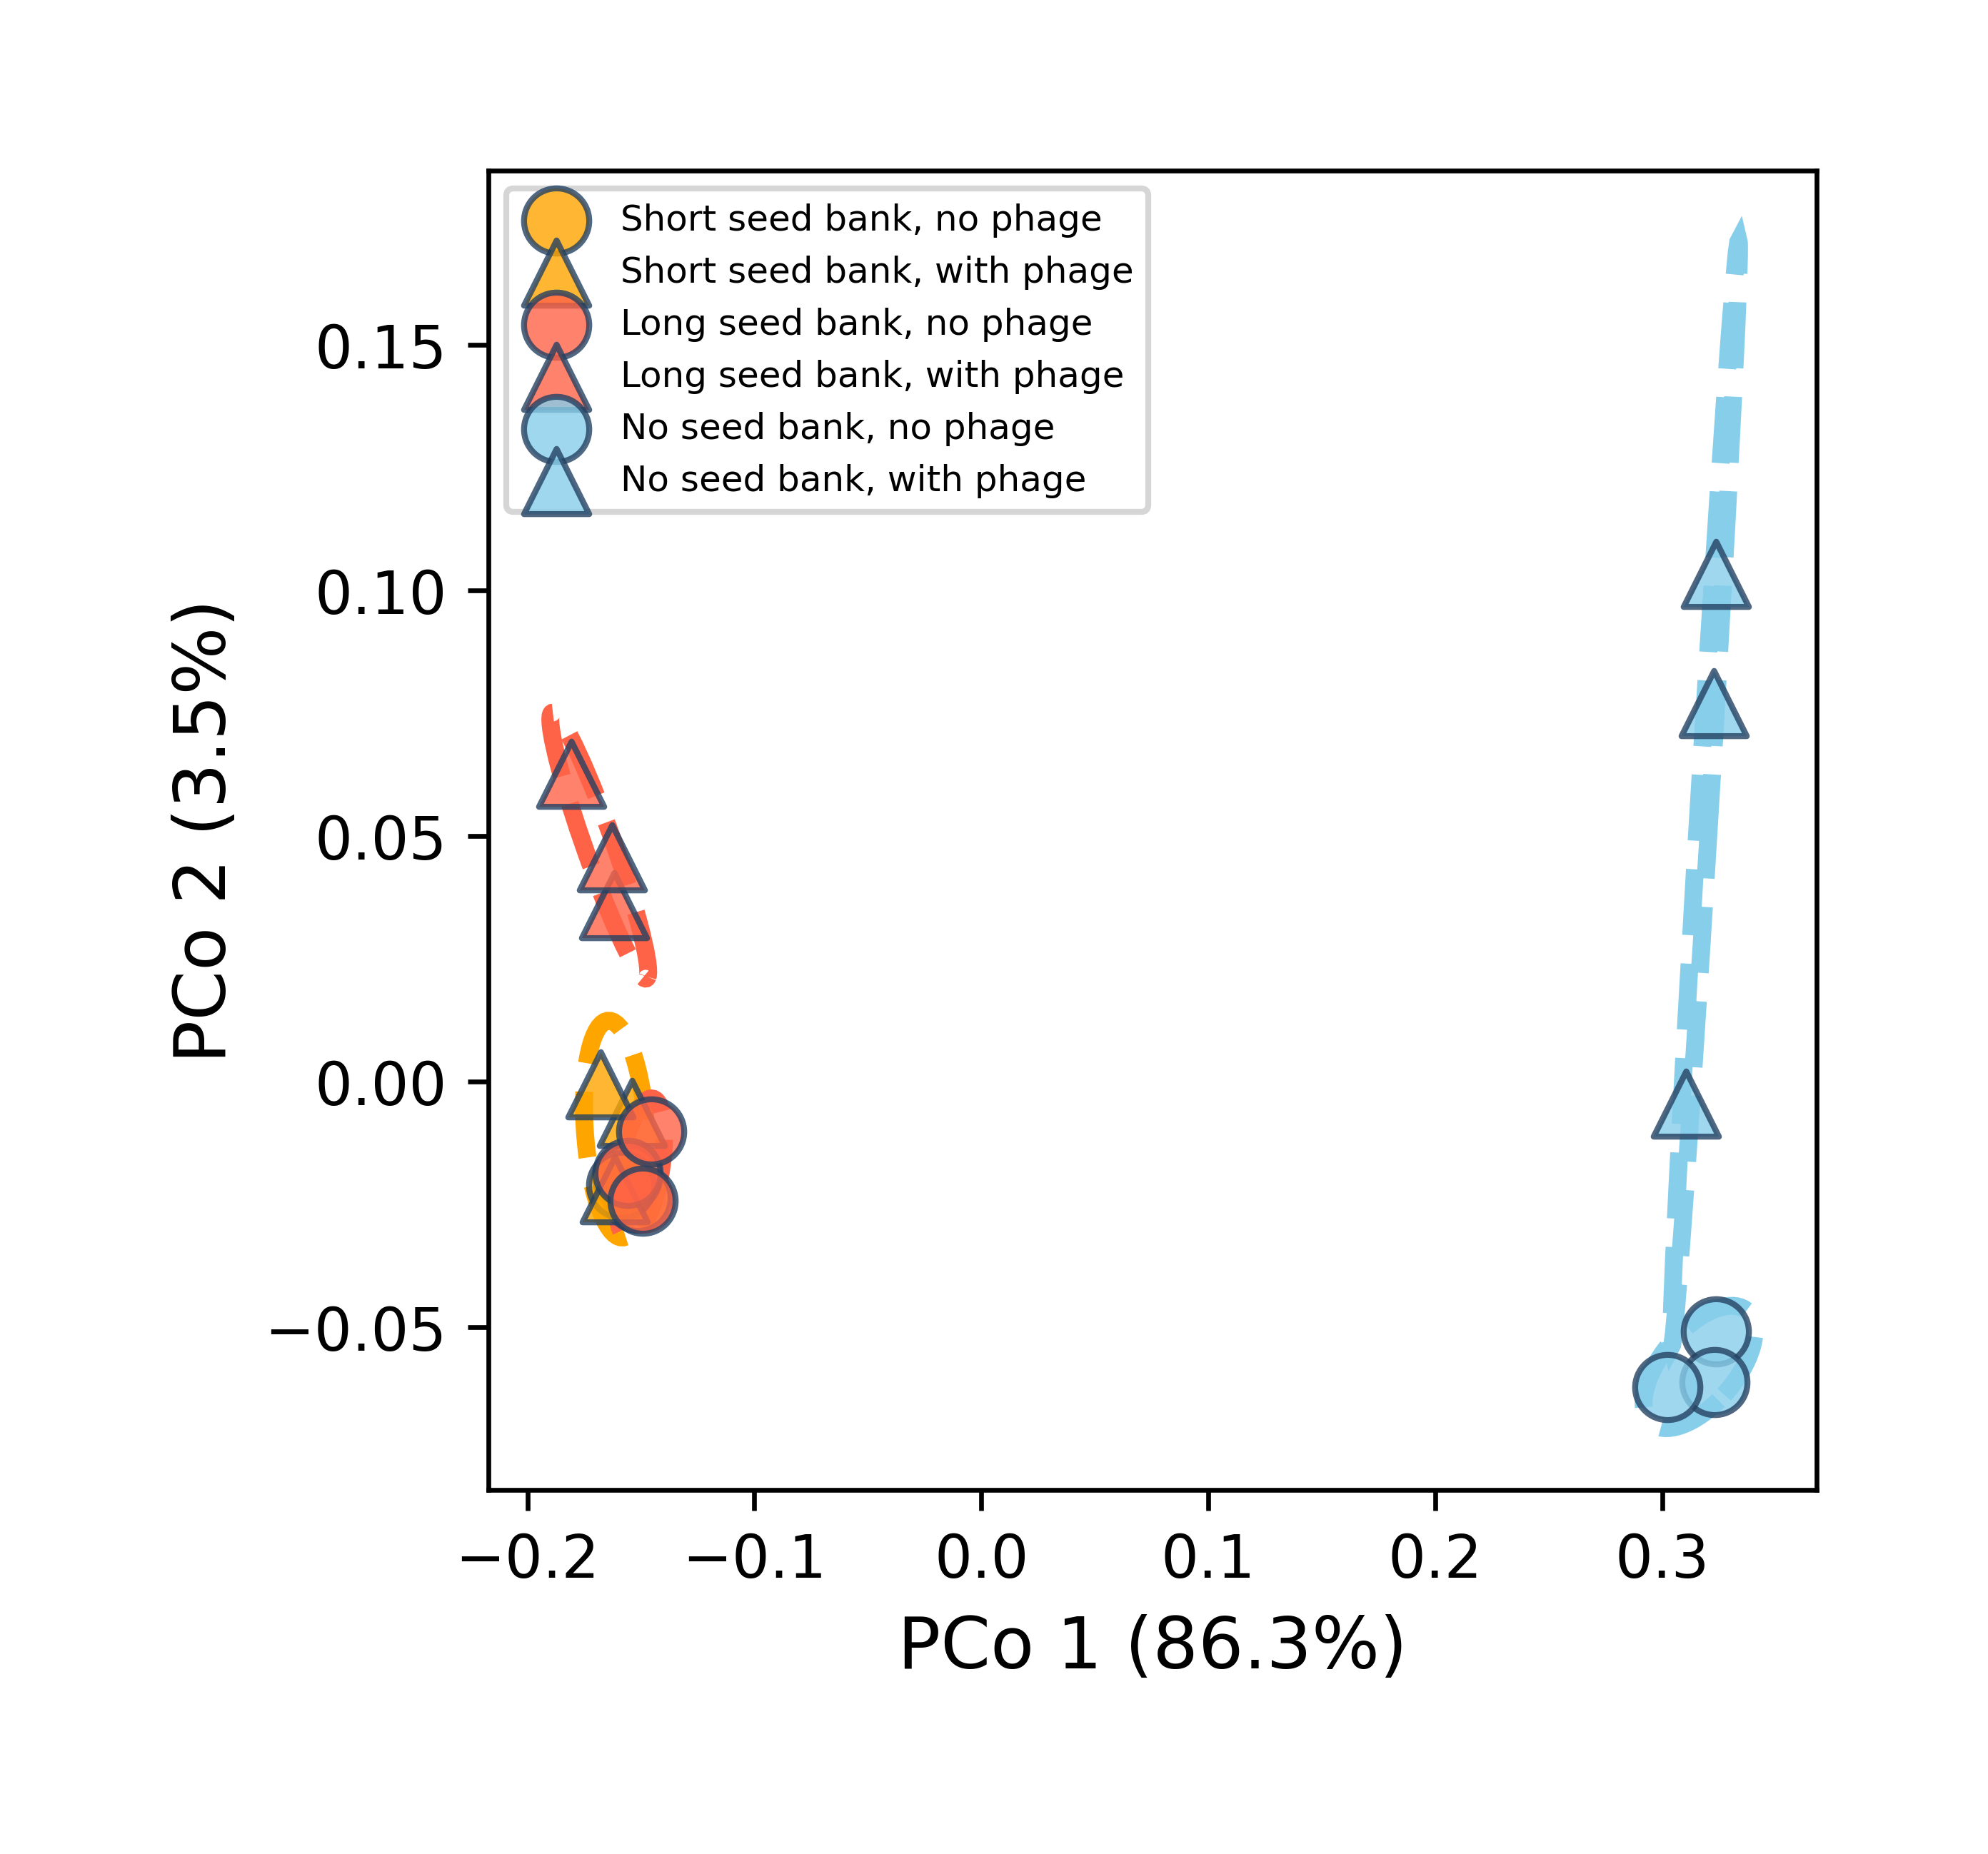 Short seed bank, no phage
Short seed bank, with phage
Long seed bank, no phage
Long seed bank, with phage
No seed bank, no phage
No seed bank, with phage
0.15
0.10
0.05
0.00
−0.05
PCo 2 (3.5%)
−0.2 −0.1 0.0 0.1 0.2 0.3
PCo 1 (86.3%)